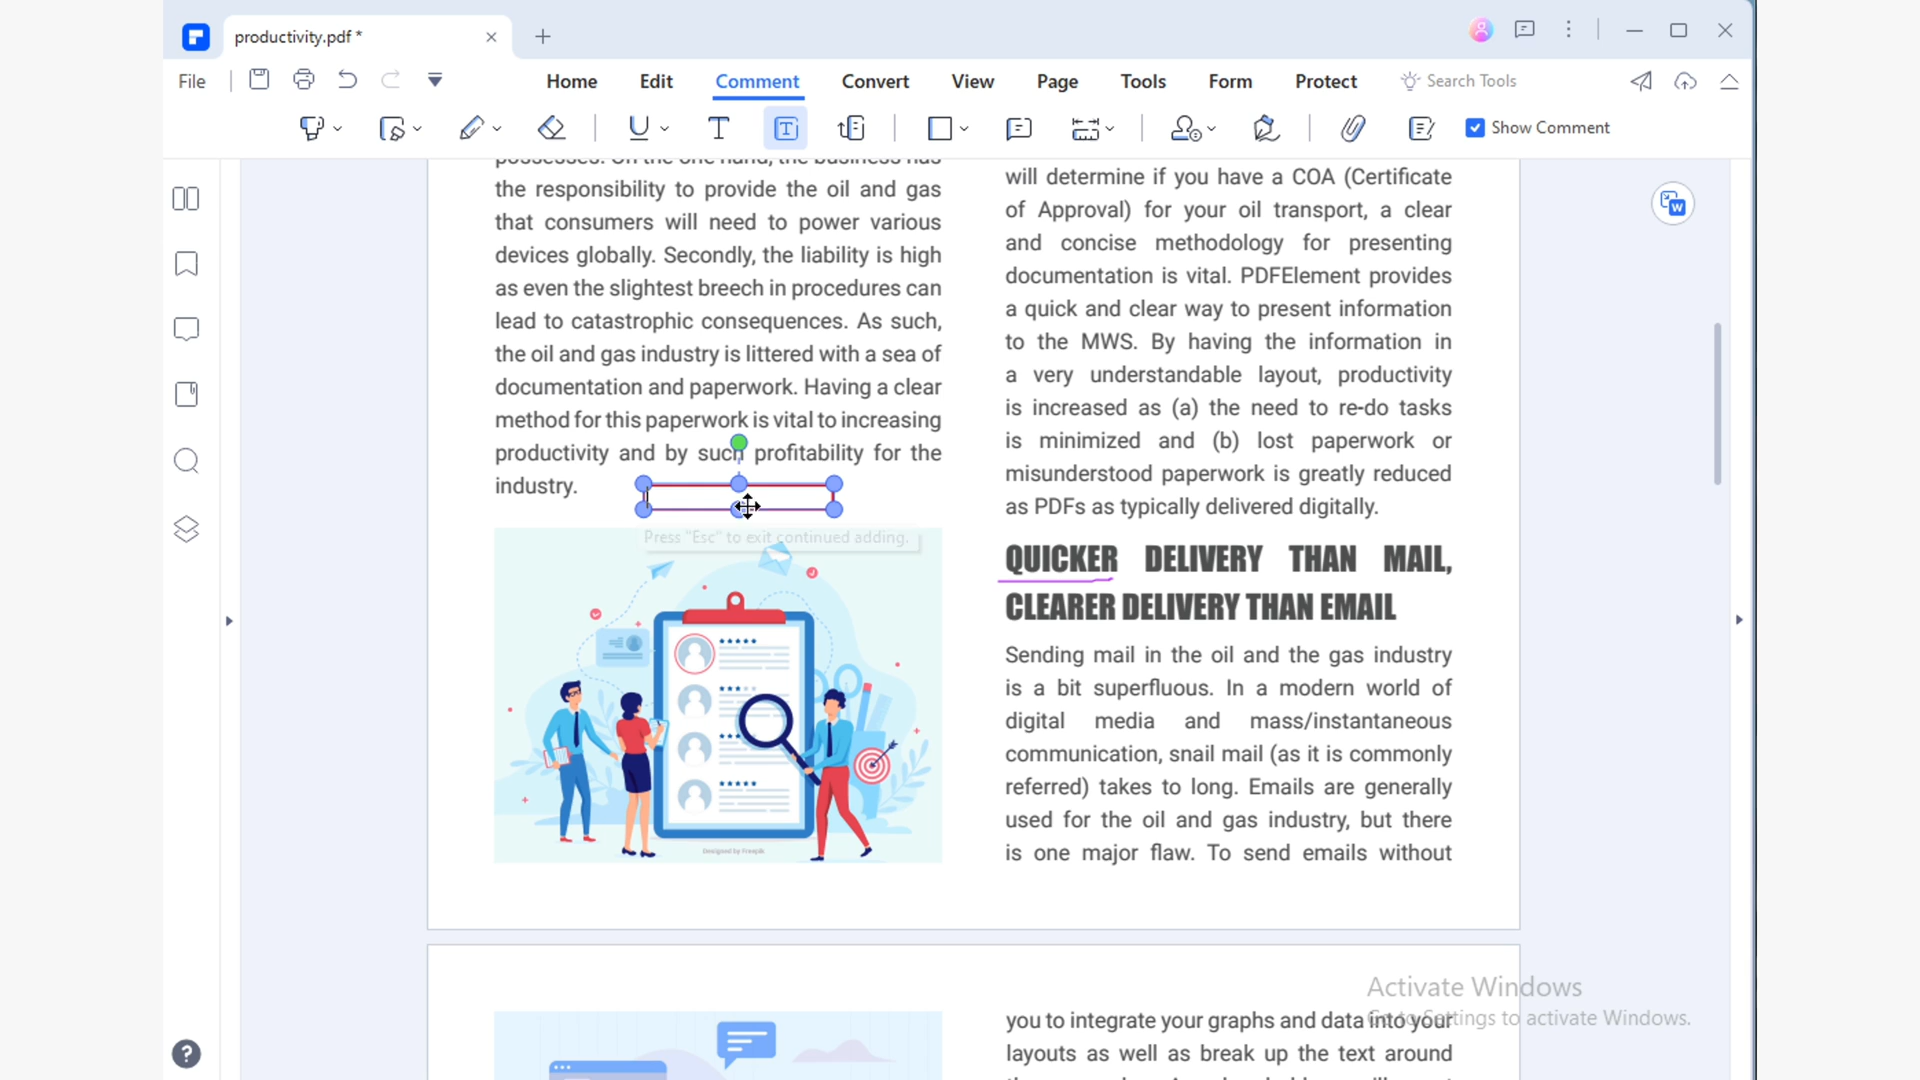 productivity.pdf *
File
Home
Edit
Comment
Convert
View
Page
Tools
Form
Protect
Search Tools
Show Comment
possesses. On the one hand, the business has
the responsibility to provide the oil and gas
that consumers will need to power various
devices globally. Secondly, the liability is high
as even the slightest breech in procedures can
lead to catastrophic consequences. As such,
the oil and gas industry is littered with a sea of
documentation and paperwork. Having a clear
method for this paperwork is vital to increasing
productivity and by such profitability for the
industry.
Press "Esc" to exit continued adding.
Designed by Freepik
will determine if you have a COA (Certificate
of Approval) for your oil transport, a clear
and concise methodology for presenting
documentation is vital. PDFElement provides
a quick and clear way to present information
to the MWS. By having the information in
a very understandable layout, productivity
is increased as (a) the need to re-do tasks
is minimized and (b) lost paperwork or
misunderstood paperwork is greatly reduced
as PDFs as typically delivered digitally.
QUICKER DELIVERY THAN MAIL,
CLEARER DELIVERY THAN EMAIL
Sending mail in the oil and the gas industry
is a bit superfluous. In a modern world of
digital media and mass/instantaneous
communication, snail mail (as it is commonly
referred) takes to long. Emails are generally
used for the oil and gas industry, but there
is one major flaw. To send emails without
you to integrate your graphs and data into your
layouts as well as break up the text around
Activate Windows
Go to Settings to activate Windows.